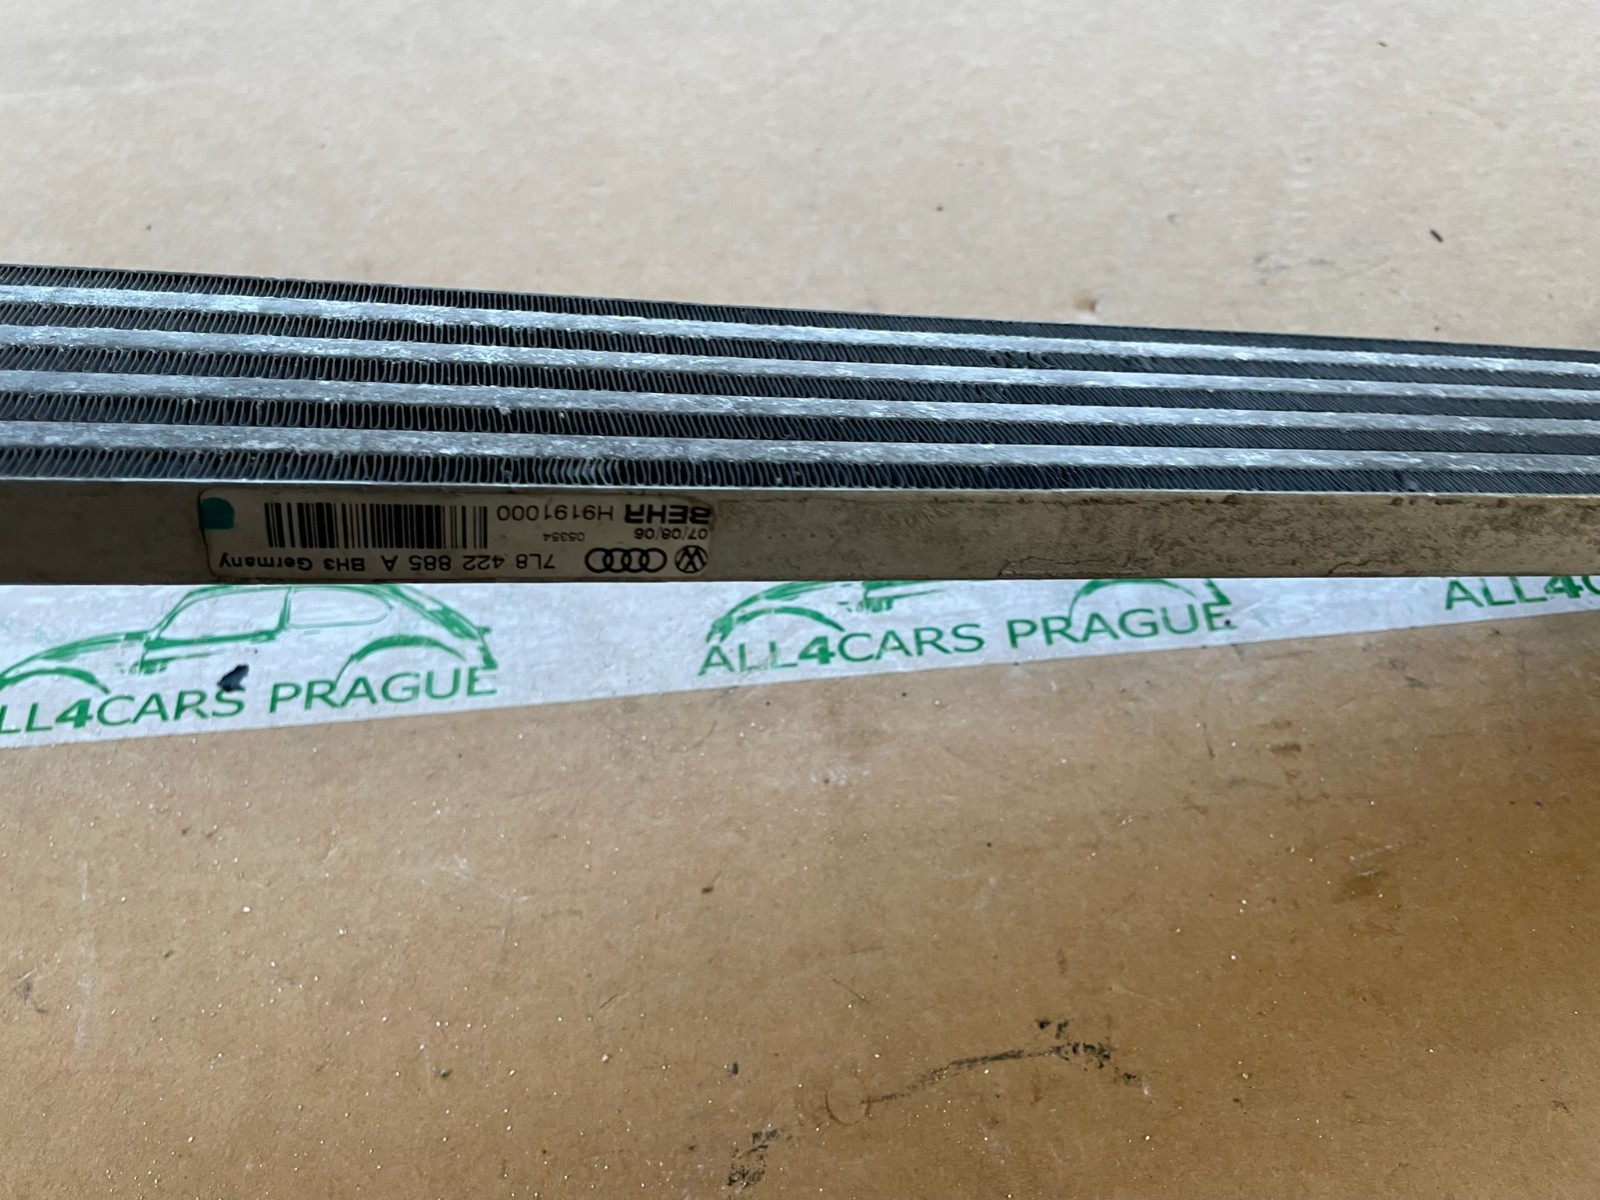 7L8 422 885 A BH3 Germany
07/08/06 05354
BEHR H9191000
ALL4CARS PRAGUE
ALL4CARS PRAGUE
ALL4C